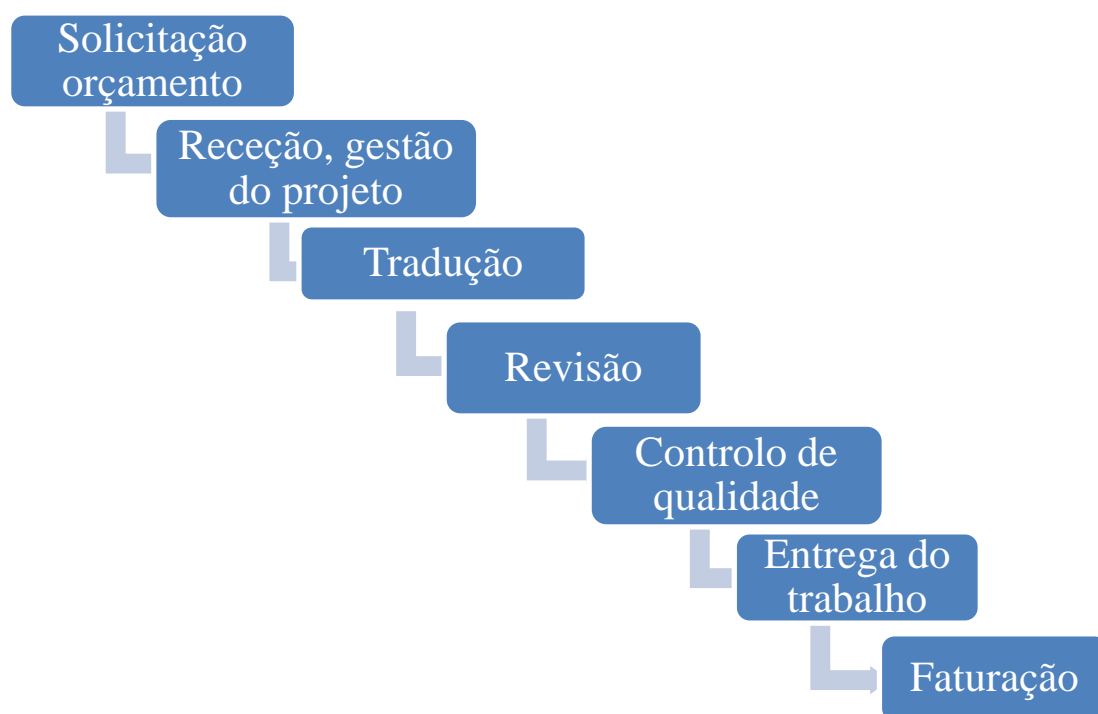 Solicitação
orçamento
Receção, gestão
do projeto
Tradução
Revisão
Controlo de
qualidade
Entrega do
trabalho
Faturação